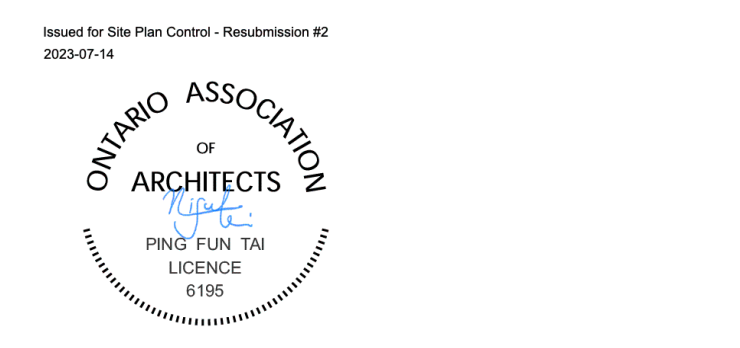 Issued for Site Plan Control - Resubmission #2
2023-07-14
ONTARIO ASSOCIATION
OF
ARCHITECTS
PING FUN TAI
LICENCE
6195